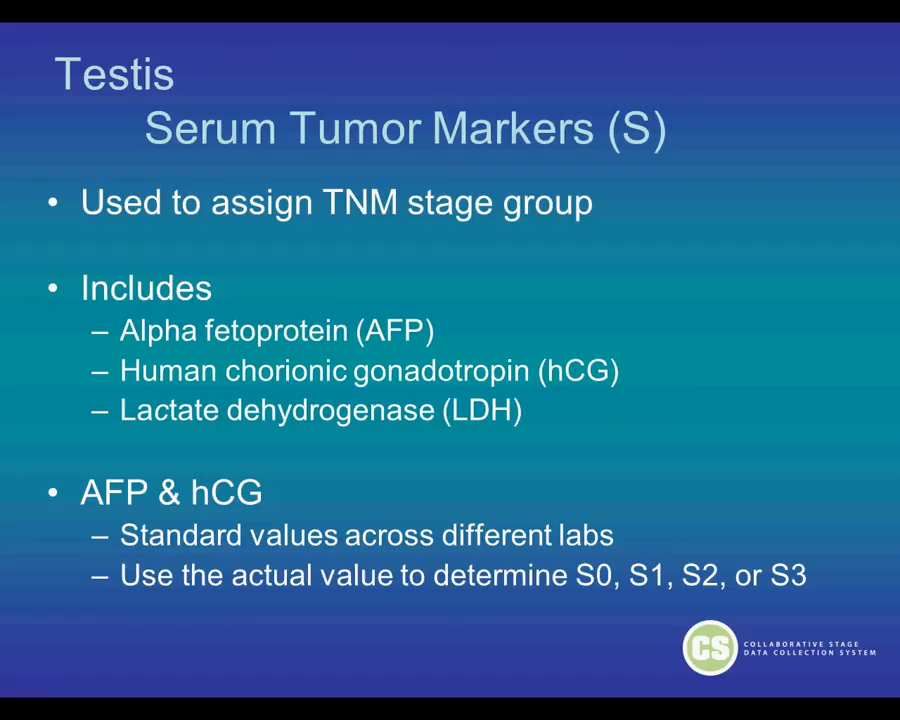 Testis
Serum Tumor Markers (S)
• Used to assign TNM stage group
• Includes
– Alpha fetoprotein (AFP)
– Human chorionic gonadotropin (hCG)
– Lactate dehydrogenase (LDH)
• AFP & hCG
– Standard values across different labs
– Use the actual value to determine S0, S1, S2, or S3
CS
COLLABORATIVE STAGE
DATA COLLECTION SYSTEM